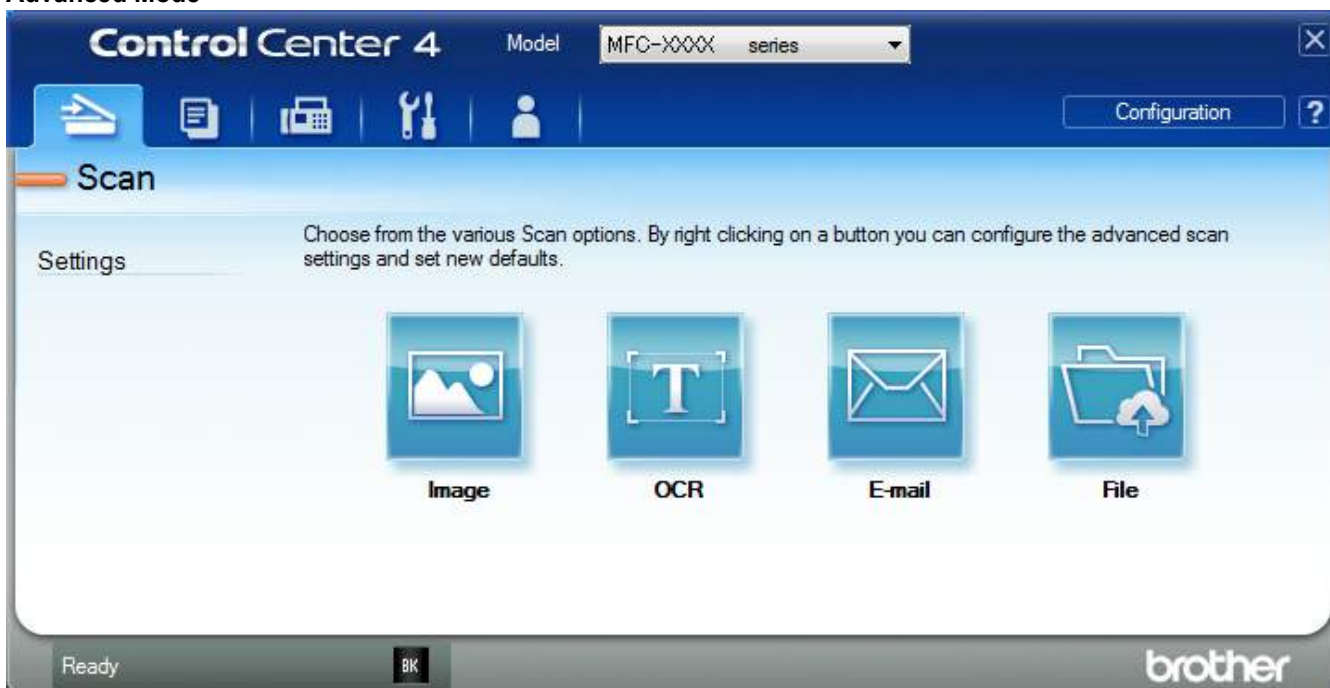 Advanced Mode
ControlCenter 4 Model MFC-XXXX series
Configuration ?
Scan
Choose from the various Scan options. By right clicking on a button you can configure the advanced scan
settings and set new defaults.
Settings
T
Image OCR E-mail File
Ready BK brother